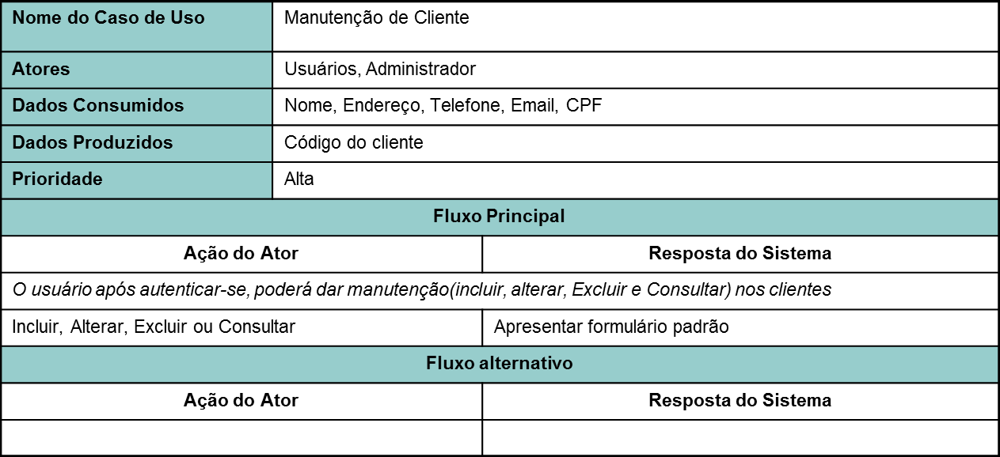 Nome do Caso de Uso
Manutenção de Cliente
Atores
Usuários, Administrador
Dados Consumidos
Nome, Endereço, Telefone, Email, CPF
Dados Produzidos
Código do cliente
Prioridade
Alta
Fluxo Principal
Ação do Ator
Resposta do Sistema
O usuário após autenticar-se, poderá dar manutenção(incluir, alterar, Excluir e Consultar) nos clientes
Incluir, Alterar, Excluir ou Consultar
Apresentar formulário padrão
Fluxo alternativo
Ação do Ator
Resposta do Sistema